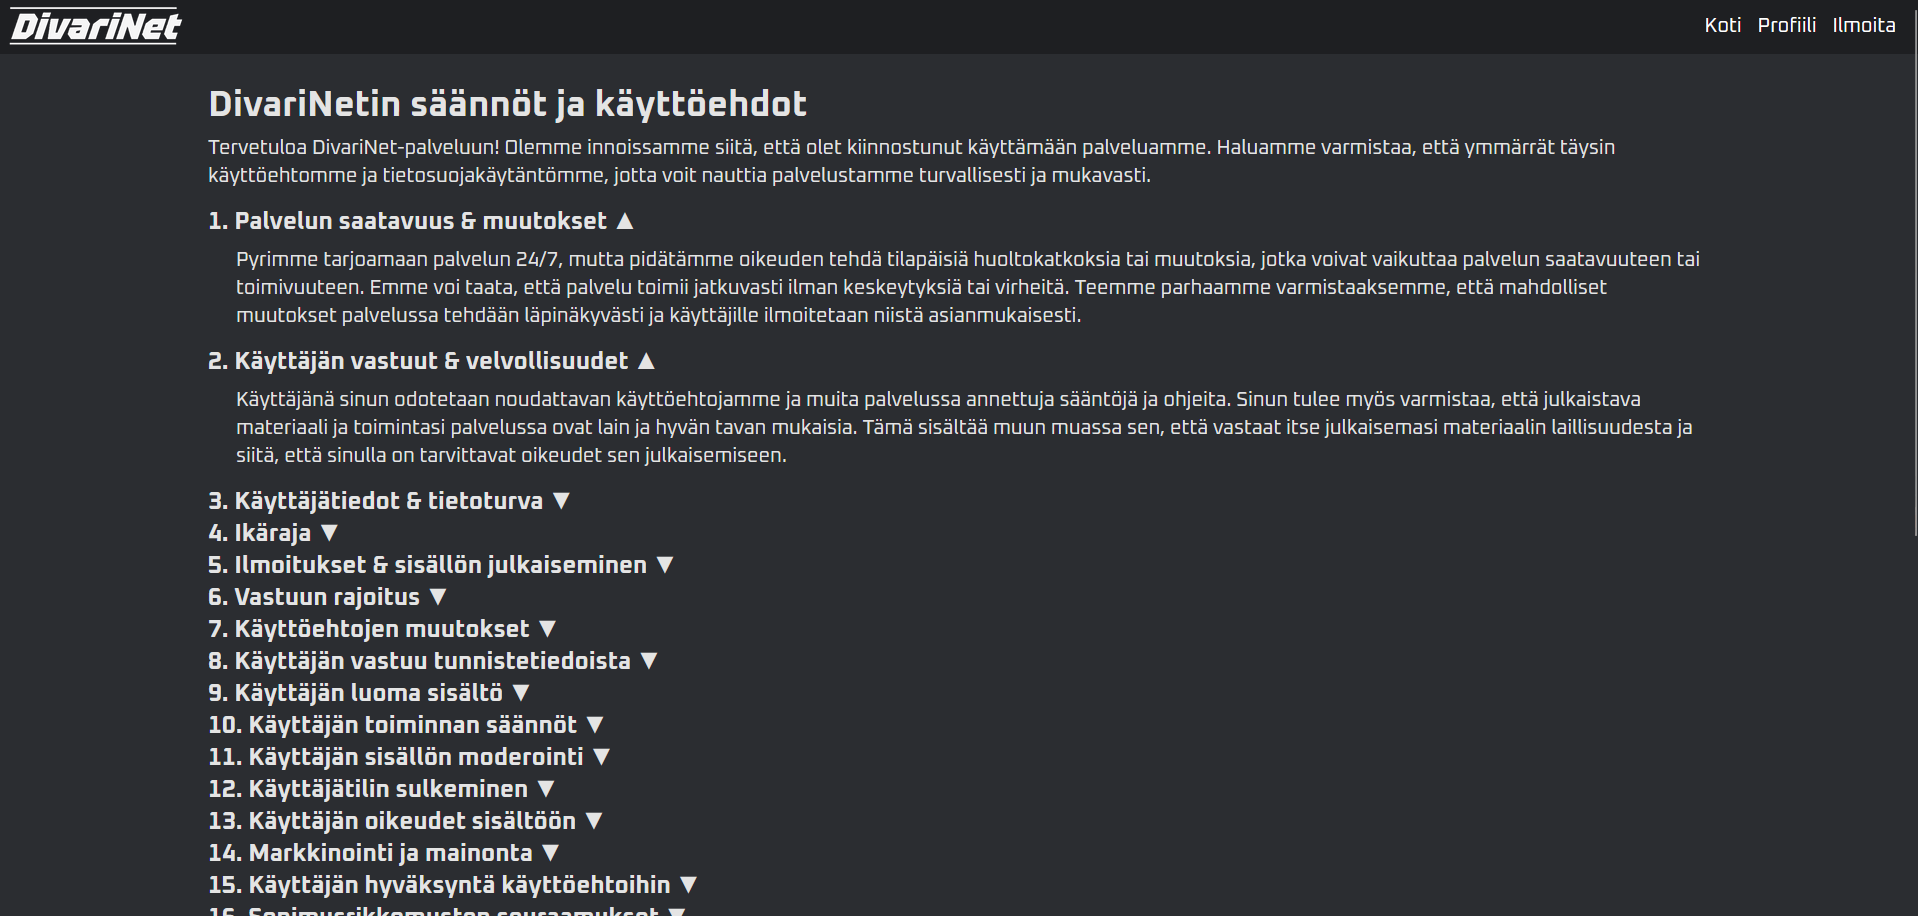 DivariNet
Koti Profiili Ilmoita
DivariNetin säännöt ja käyttöehdot
Tervetuloa DivariNet-palveluun! Olemme innoissamme siitä, että olet kiinnostunut käyttämään palveluamme. Haluamme varmistaa, että ymmärrät täysin
käyttöehtomme ja tietosuojakäytäntömme, jotta voit nauttia palvelustamme turvallisesti ja mukavasti.
1. Palvelun saatavuus & muutokset ▲
Pyrimme tarjoamaan palvelun 24/7, mutta pidätämme oikeuden tehdä tilapäisiä huoltokatkoksia tai muutoksia, jotka voivat vaikuttaa palvelun saatavuuteen tai
toimivuuteen. Emme voi taata, että palvelu toimii jatkuvasti ilman keskeytyksiä tai virheitä. Teemme parhaamme varmistaaksemme, että mahdolliset
muutokset palvelussa tehdään läpinäkyvästi ja käyttäjille ilmoitetaan niistä asianmukaisesti.
2. Käyttäjän vastuut & velvollisuudet ▲
Käyttäjänä sinun odotetaan noudattavan käyttöehtojamme ja muita palvelussa annettuja sääntöjä ja ohjeita. Sinun tulee myös varmistaa, että julkaistava
materiaali ja toimintasi palvelussa ovat lain ja hyvän tavan mukaisia. Tämä sisältää muun muassa sen, että vastaat itse julkaisemasi materiaalin laillisuudesta ja
siitä, että sinulla on tarvittavat oikeudet sen julkaisemiseen.
3. Käyttäjätiedot & tietoturva ▼
4. Ikäraja ▼
5. Ilmoitukset & sisällön julkaiseminen ▼
6. Vastuun rajoitus ▼
7. Käyttöehtojen muutokset ▼
8. Käyttäjän vastuu tunnistetiedoista ▼
9. Käyttäjän luoma sisältö ▼
10. Käyttäjän toiminnan säännöt ▼
11. Käyttäjän sisällön moderointi ▼
12. Käyttäjätilin sulkeminen ▼
13. Käyttäjän oikeudet sisältöön ▼
14. Markkinointi ja mainonta ▼
15. Käyttäjän hyväksyntä käyttöehtoihin ▼
16. Sopimusrikkomusten seuraamukset ▼